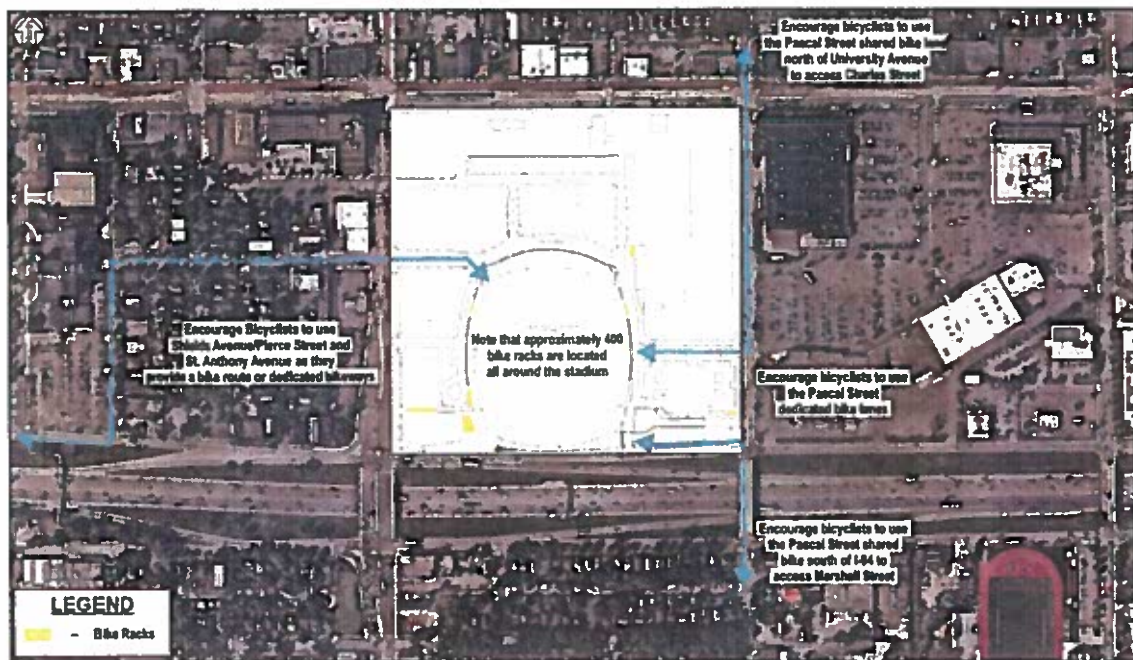 Encourage bicyclists to use
the Pascal Street shared bike lane
north of University Avenue
to access Charles Street
Encourage Bicyclists to use
Shields Avenue/Pierce Street and
St. Anthony Avenue as they
provide a bike route or dedicated bikeways
Note that approximately 400
bike racks are located
all around the stadium
Encourage bicyclists to use
the Pascal Street
dedicated bike lanes
Encourage bicyclists to use
the Pascal Street shared
bike south of I-94 to
access Marshall Street
LEGEND
- Bike Racks